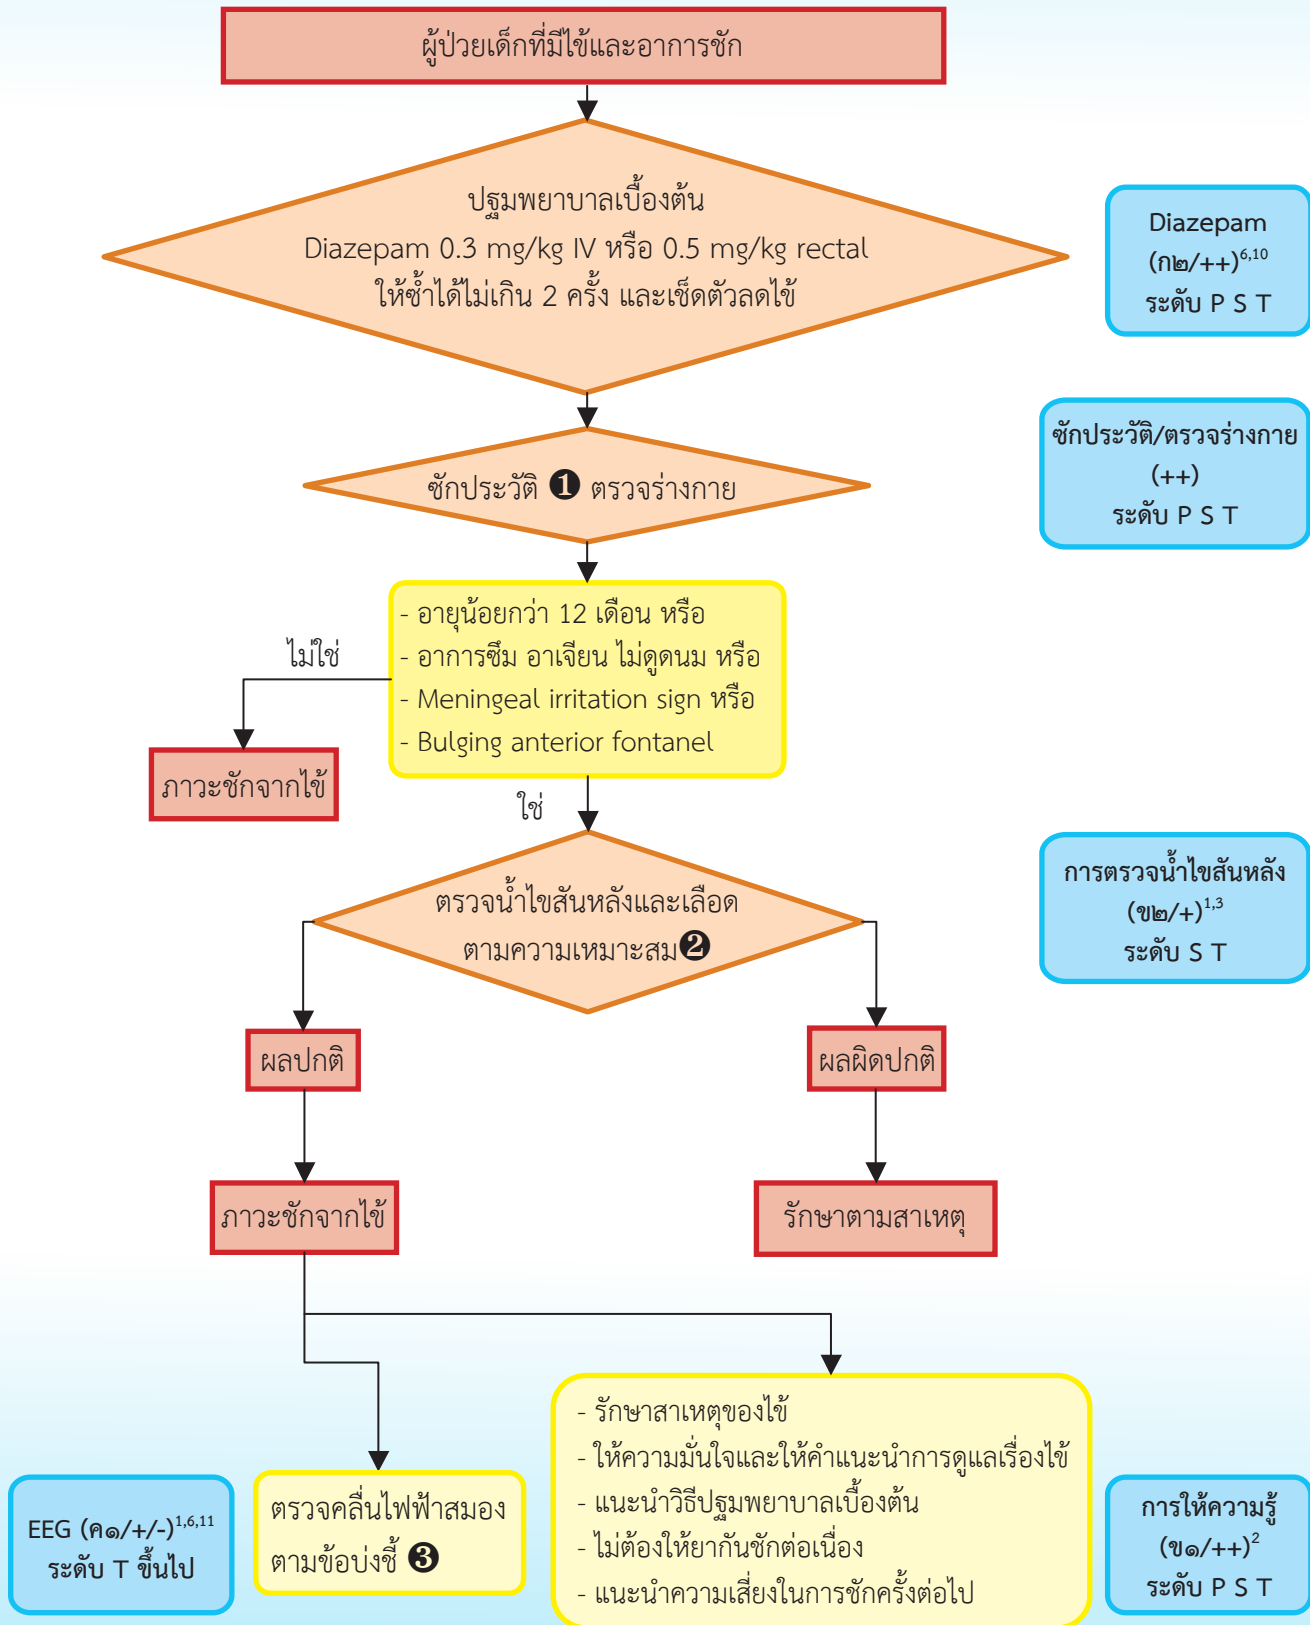 ผู้ป่วยเด็กที่มีไข้และอาการชัก
ปฐมพยาบาลเบื้องต้น
Diazepam 0.3 mg/kg IV หรือ 0.5 mg/kg rectal
ให้ซ้ำได้ไม่เกิน 2 ครั้ง และเช็ดตัวลดไข้
Diazepam
(ก๒/++)6,10
ระดับ P S T
ซักประวัติ ❶ ตรวจร่างกาย
ซักประวัติ/ตรวจร่างกาย
(++)
ระดับ P S T
- อายุน้อยกว่า 12 เดือน หรือ
- อาการซึม อาเจียน ไม่ดูดนม หรือ
- Meningeal irritation sign หรือ
- Bulging anterior fontanel
ไม่ใช่
ภาวะชักจากไข้
ใช่
ตรวจน้ำไขสันหลังและเลือด
ตามความเหมาะสม❷
การตรวจน้ำไขสันหลัง
(ข๒/+)1,3
ระดับ S T
ผลปกติ
ผลผิดปกติ
ภาวะชักจากไข้
รักษาตามสาเหตุ
EEG (ค๑/+/-)1,6,11
ระดับ T ขึ้นไป
ตรวจคลื่นไฟฟ้าสมอง
ตามข้อบ่งชี้ ❸
- รักษาสาเหตุของไข้
- ให้ความมั่นใจและให้คำแนะนำการดูแลเรื่องไข้
- แนะนำวิธีปฐมพยาบาลเบื้องต้น
- ไม่ต้องให้ยากันชักต่อเนื่อง
- แนะนำความเสี่ยงในการชักครั้งต่อไป
การให้ความรู้
(ข๑/++)2
ระดับ P S T